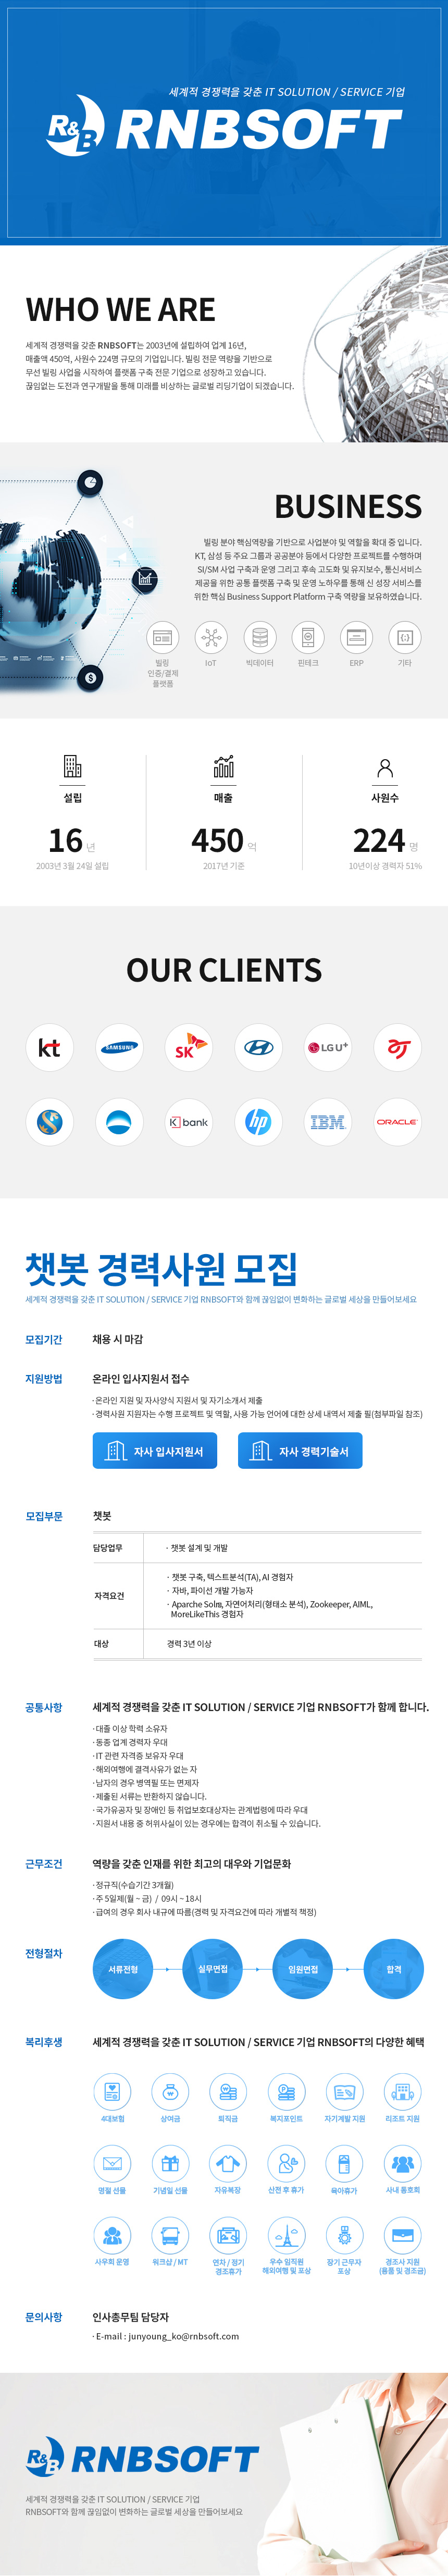 세계적 경쟁력을 갖춘 IT SOLUTION / SERVICE 기업
R&B RNBSOFT
WHO WE ARE
세계적 경쟁력을 갖춘 RNBSOFT는 2003년에 설립하여 업계 16년,
매출액 450억, 사원수 224명 규모의 기업입니다. 빌링 전문 역량을 기반으로
무선 빌링 사업을 시작하여 플랫폼 구축 전문 기업으로 성장하고 있습니다.
끊임없는 도전과 연구개발을 통해 미래를 비상하는 글로벌 리딩기업이 되겠습니다.
BUSINESS
빌링 분야 핵심역량을 기반으로 사업분야 및 역할을 확대 중 입니다.
KT, 삼성 등 주요 그룹과 공공분야 등에서 다양한 프로젝트를 수행하며
SI/SM 사업 구축과 운영 그리고 후속 고도화 및 유지보수, 통신서비스
제공을 위한 공통 플랫폼 구축 및 운영 노하우를 통해 신 성장 서비스를
위한 핵심 Business Support Platform 구축 역량을 보유하였습니다.
빌링
인증/결제
플랫폼
IoT
빅데이터
핀테크
ERP
기타
설립
매출
사원수
16 년
450 억
224 명
2003년 3월 24일 설립
2017년 기준
10년이상 경력자 51%
OUR CLIENTS
kt
SAMSUNG
SK
LG U+
K bank
hp
IBM
ORACLE
챗봇 경력사원 모집
세계적 경쟁력을 갖춘 IT SOLUTION / SERVICE 기업 RNBSOFT와 함께 끊임없이 변화하는 글로벌 세상을 만들어보세요
모집기간
채용 시 마감
지원방법
온라인 입사지원서 접수
· 온라인 지원 및 자사양식 지원서 및 자기소개서 제출
· 경력사원 지원자는 수행 프로젝트 및 역할, 사용 가능 언어에 대한 상세 내역서 제출 필(첨부파일 참조)
자사 입사지원서
자사 경력기술서
모집부문
챗봇
담당업무
· 챗봇 설계 및 개발
자격요건
· 챗봇 구축, 텍스트분석(TA), AI 경험자
· 자바, 파이선 개발 가능자
· Aparche Solr, 자연어처리(형태소 분석), Zookeeper, AIML,
MoreLikeThis 경험자
대상
경력 3년 이상
공통사항
세계적 경쟁력을 갖춘 IT SOLUTION / SERVICE 기업 RNBSOFT가 함께 합니다.
· 대졸 이상 학력 소유자
· 동종 업계 경력자 우대
· IT 관련 자격증 보유자 우대
· 해외여행에 결격사유가 없는 자
· 남자의 경우 병역필 또는 면제자
· 제출된 서류는 반환하지 않습니다.
· 국가유공자 및 장애인 등 취업보호대상자는 관계법령에 따라 우대
· 지원서 내용 중 허위사실이 있는 경우에는 합격이 취소될 수 있습니다.
근무조건
역량을 갖춘 인재를 위한 최고의 대우와 기업문화
· 정규직(수습기간 3개월)
· 주 5일제(월 ~ 금) / 09시 ~ 18시
· 급여의 경우 회사 내규에 따름(경력 및 자격요건에 따라 개별적 책정)
전형절차
서류전형
실무면접
임원면접
합격
복리후생
세계적 경쟁력을 갖춘 IT SOLUTION / SERVICE 기업 RNBSOFT의 다양한 혜택
4대보험
상여금
퇴직금
복지포인트
자기계발 지원
리조트 지원
명절 선물
기념일 선물
자유복장
산전 후 휴가
육아휴가
사내 동호회
사우회 운영
워크샵 / MT
연차 / 정기
경조휴가
우수 임직원
해외여행 및 포상
장기 근무자
포상
경조사 지원
(용품 및 경조금)
문의사항
인사총무팀 담당자
· E-mail : junyoung_ko@rnbsoft.com
R&B RNBSOFT
세계적 경쟁력을 갖춘 IT SOLUTION / SERVICE 기업
RNBSOFT와 함께 끊임없이 변화하는 글로벌 세상을 만들어보세요